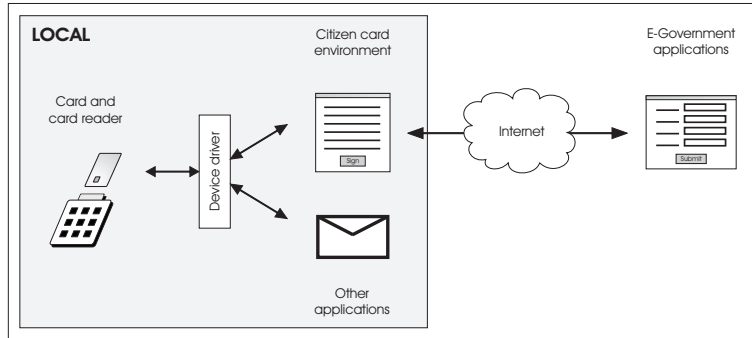 LOCAL
Citizen card
environment
E-Government
applications
Card and
card reader
Device driver
Internet
Sign
Submit
Other
applications